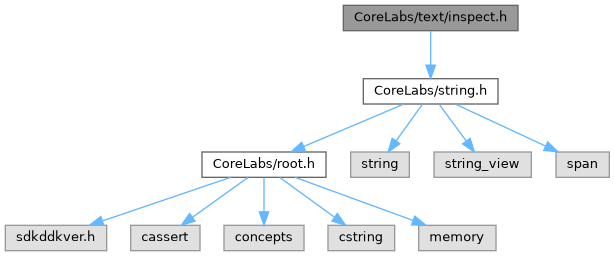 CoreLabs/text/inspect.h
CoreLabs/string.h
CoreLabs/root.h
string
string_view
span
sdkddkver.h
cassert
concepts
cstring
memory